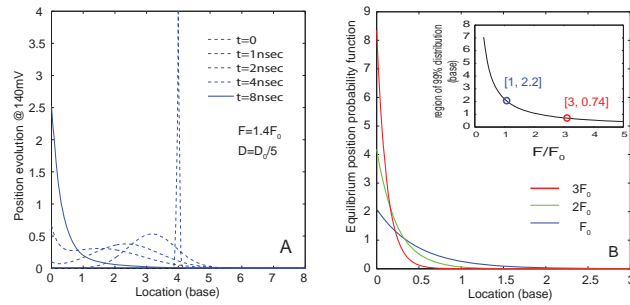 Position evolution @140mV
4
3.5
3
2.5
2
1.5
1
0.5
0
t=0
t=1nsec
t=2nsec
t=4nsec
t=8nsec
F=1.4F0
D=D0/5
A
0 1 2 3 4 5 6 7 8
Location (base)
B.
Equilibrium position probability function
9
8
7
6
5
4
3
2
1
0
region of 99% distribution
(base)
8
7
6
5
4
3
2
1
0
[1, 2.2]
[3, 0.74]
0 1 2 3 4 5
F/Fo
3F0
2F0
F0
B
0 0.5 1 1.5 2 2.5 3
Location (base)